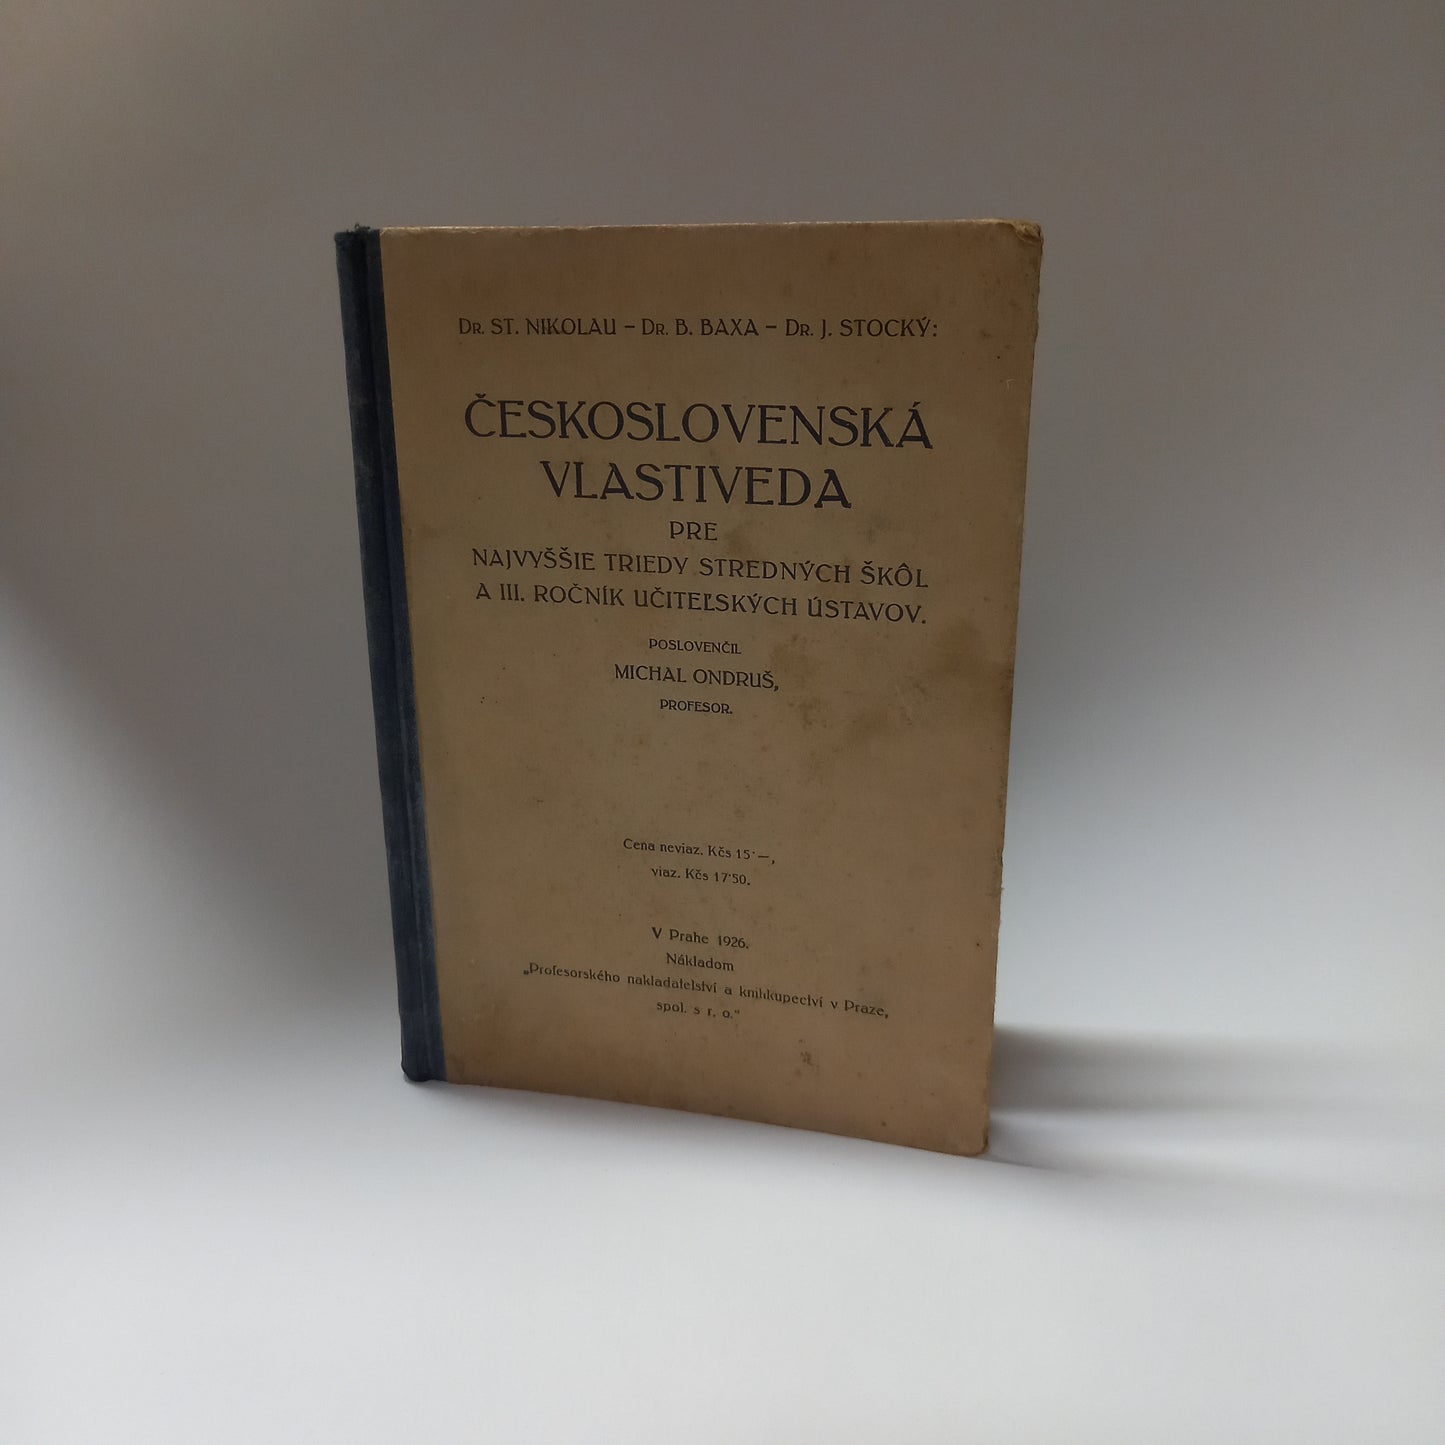 Dr. ST. NIKOLAU – Dr. B. BAXA – Dr. J. STOCKÝ:
ČESKOSLOVENSKÁ
VLASTIVEDA
PRE
NAJVYŠŠIE TRIEDY STREDNÝCH ŠKÔL
A III. ROČNÍK UČITEĽSKÝCH ÚSTAVOV.
POSLOVENČIL
MICHAL ONDRUŠ,
PROFESOR.
Cena neviaz. Kčs 15·—,
viaz. Kčs 17·50.
V Prahe 1926.
Nákladom
„Profesorského nakladatelství a knihkupectví v Praze,
spol. s r. o.“